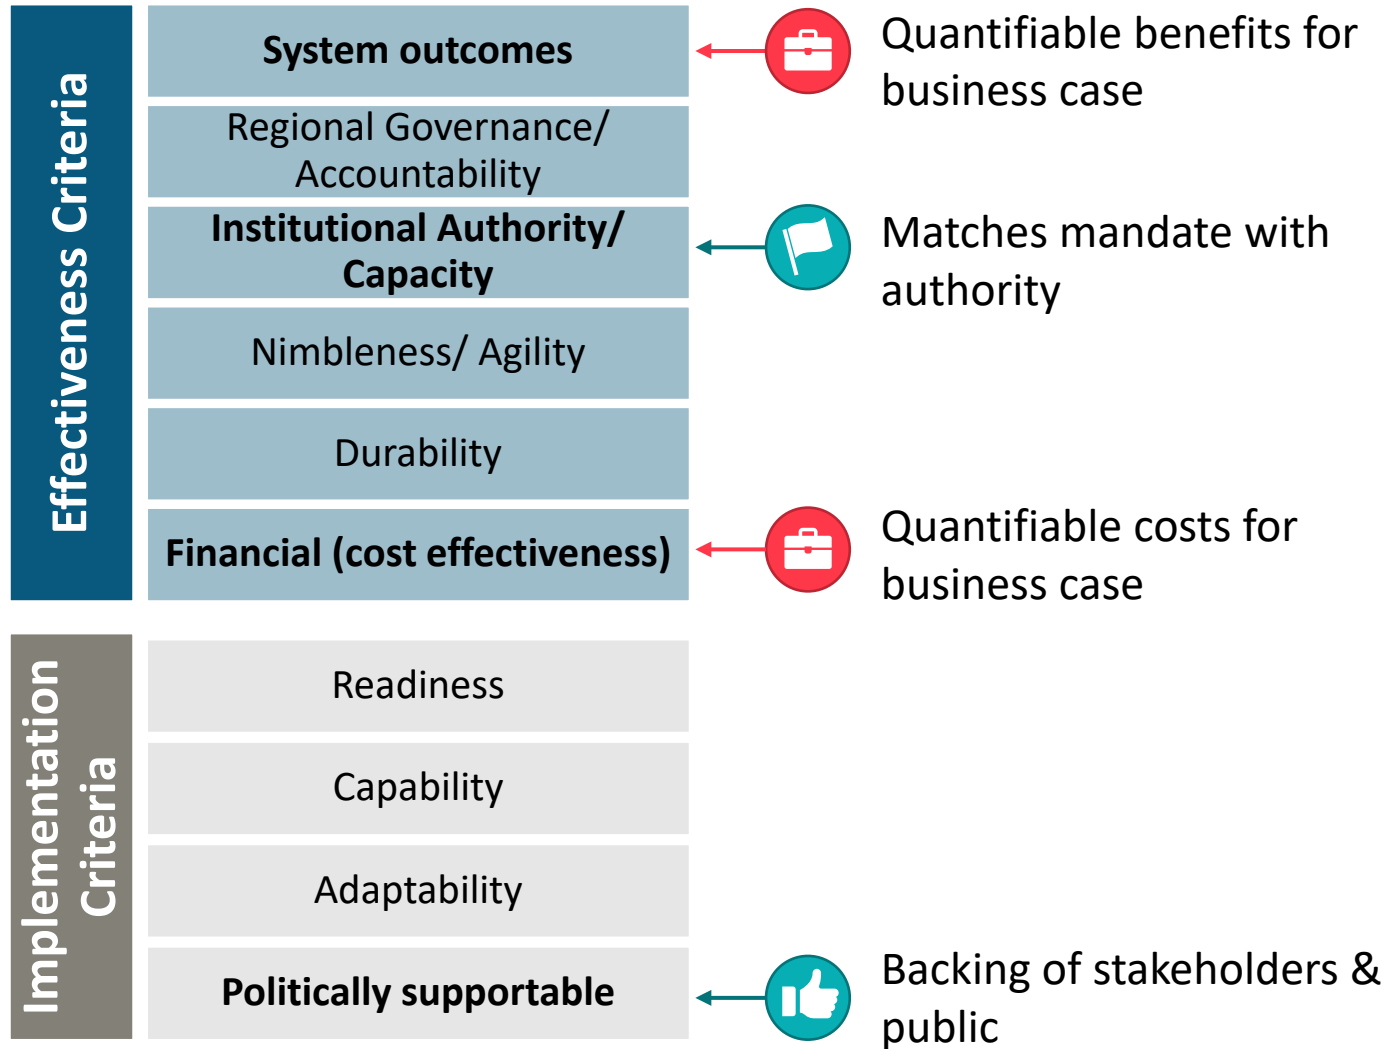 Effectiveness Criteria
System outcomes
Quantifiable benefits for
business case
Regional Governance/
Accountability
Institutional Authority/
Capacity
Matches mandate with
authority
Nimbleness/ Agility
Durability
Financial (cost effectiveness)
Quantifiable costs for
business case
Implementation
Criteria
Readiness
Capability
Adaptability
Politically supportable
Backing of stakeholders &
public